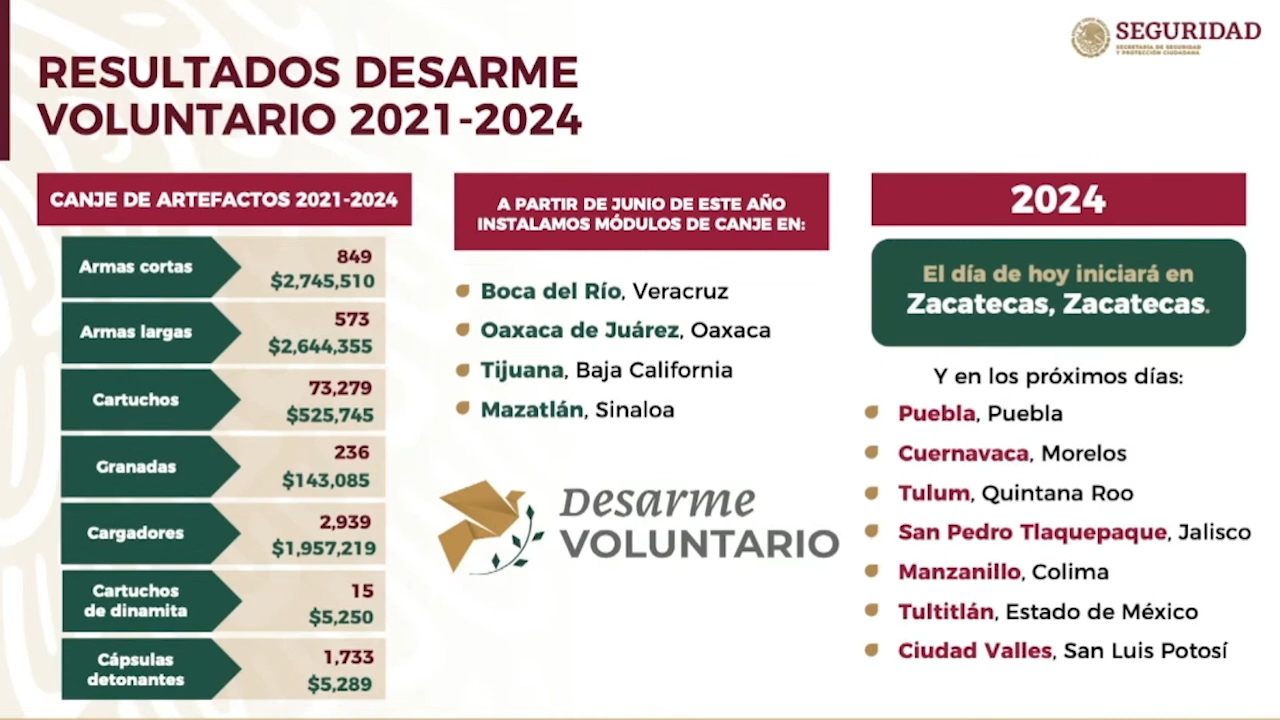 SEGURIDAD
SECRETARÍA DE SEGURIDAD
Y PROTECCIÓN CIUDADANA
RESULTADOS DESARME
VOLUNTARIO 2021-2024
CANJE DE ARTEFACTOS 2021-2024
Armas cortas
849
$2,745,510
Armas largas
573
$2,644,355
Cartuchos
73,279
$525,745
Granadas
236
$143,085
Cargadores
2,939
$1,957,219
Cartuchos
de dinamita
15
$5,250
Cápsulas
detonantes
1,733
$5,289
A PARTIR DE JUNIO DE ESTE AÑO
INSTALAMOS MÓDULOS DE CANJE EN:
Boca del Río, Veracruz
Oaxaca de Juárez, Oaxaca
Tijuana, Baja California
Mazatlán, Sinaloa
Desarme
VOLUNTARIO
2024
El día de hoy iniciará en
Zacatecas, Zacatecas.
Y en los próximos días:
Puebla, Puebla
Cuernavaca, Morelos
Tulum, Quintana Roo
San Pedro Tlaquepaque, Jalisco
Manzanillo, Colima
Tultitlán, Estado de México
Ciudad Valles, San Luis Potosí